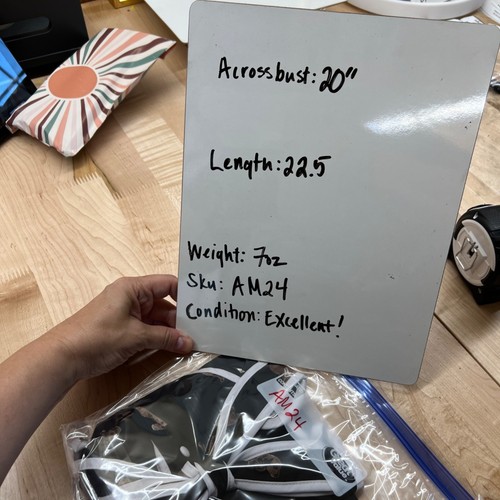 Across bust: 20"
Length: 22.5
Weight: 7oz
Sku: AM24
Condition: Excellent!
AM24